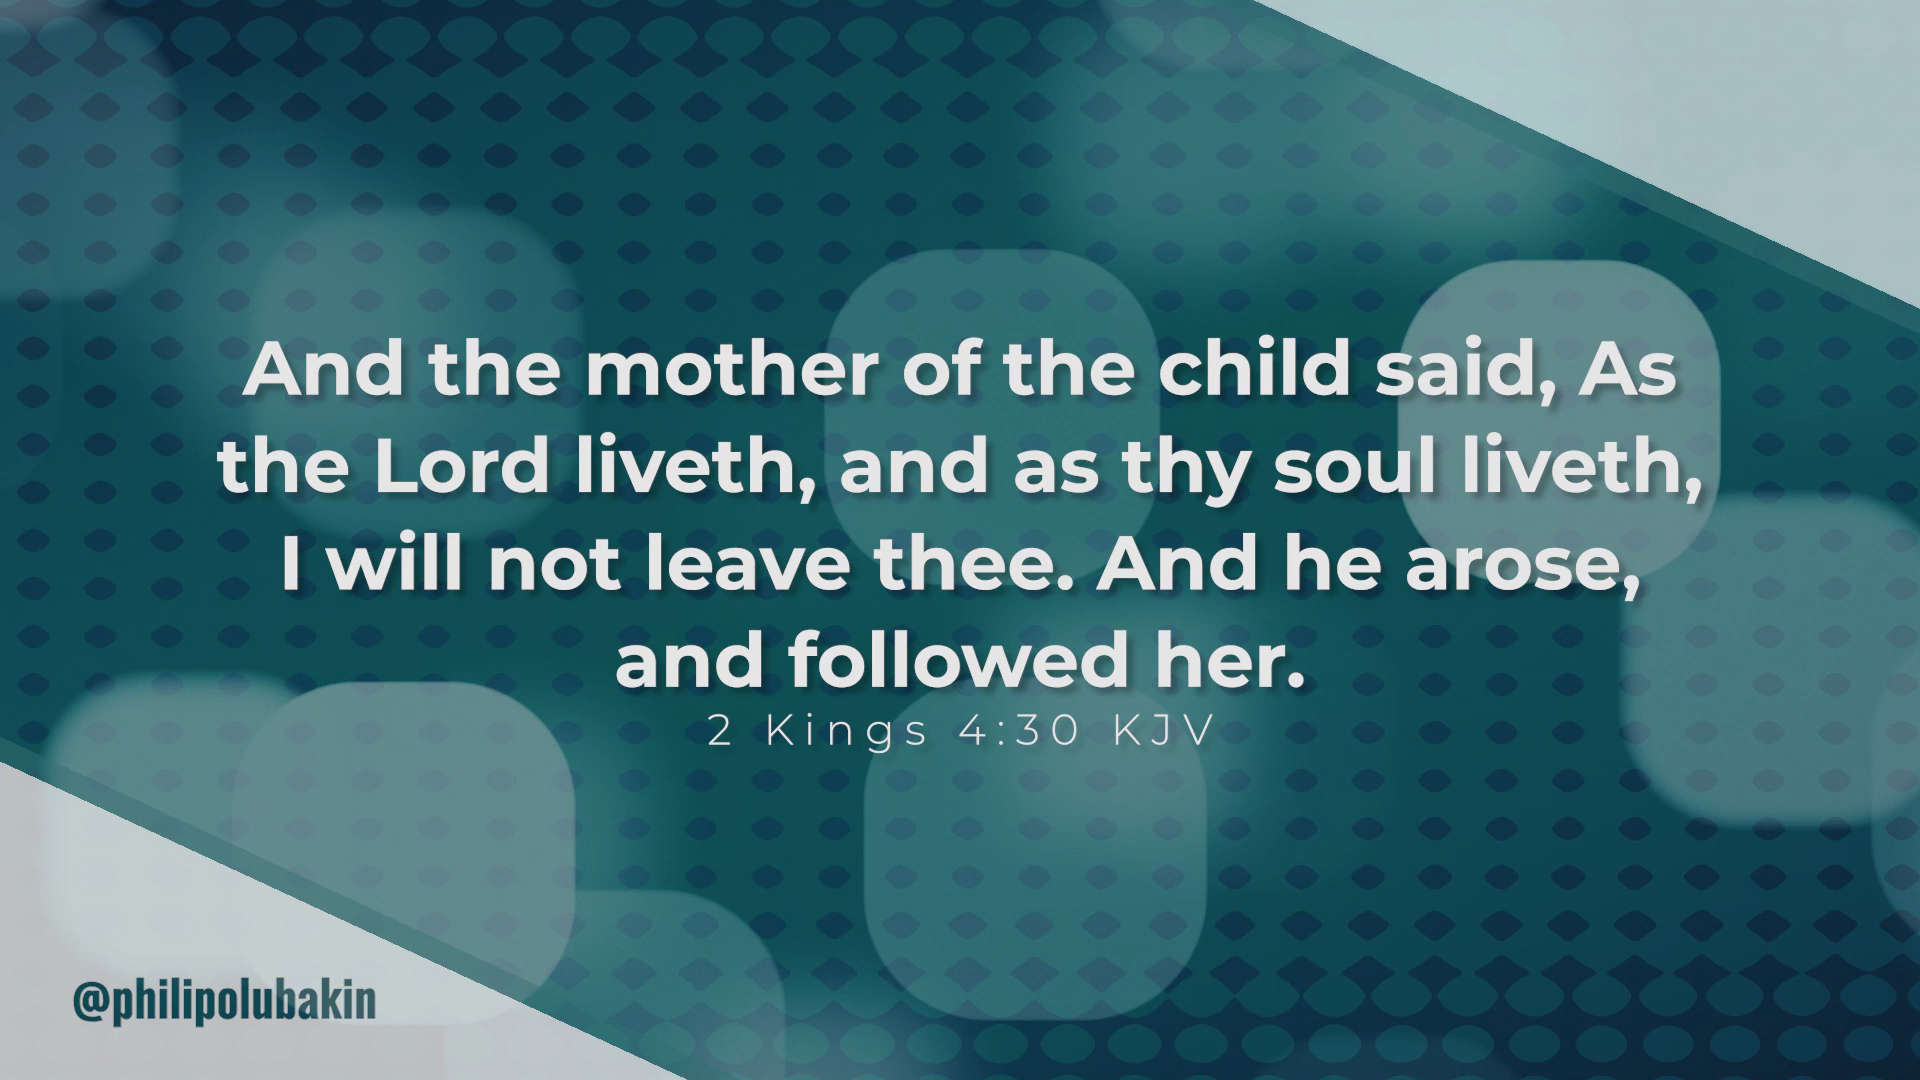 And the mother of the child said, As
the Lord liveth, and as thy soul liveth,
I will not leave thee. And he arose,
and followed her.
2 Kings 4:30 KJV
@philipolubakin